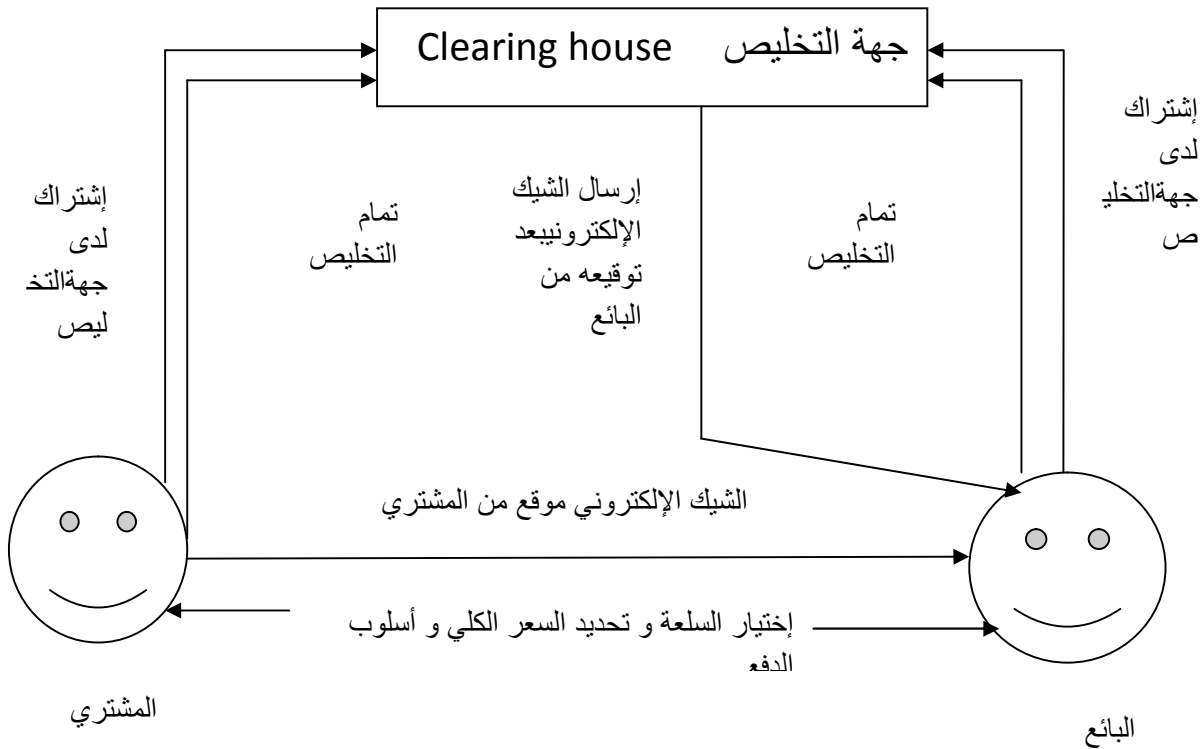 جهة التخليص Clearing house
إشتراك
لدى
جهةالتخلي
ص
تمام
التخليص
إرسال الشيك
الإلكترونيبعد
توقيعه من
البائع
تمام
التخليص
إشتراك
لدى
جهةالتخ
ليص
الشيك الإلكتروني موقع من المشتري
إختيار السلعة و تحديد السعر الكلي و أسلوب
الدفع
البائع
المشتري